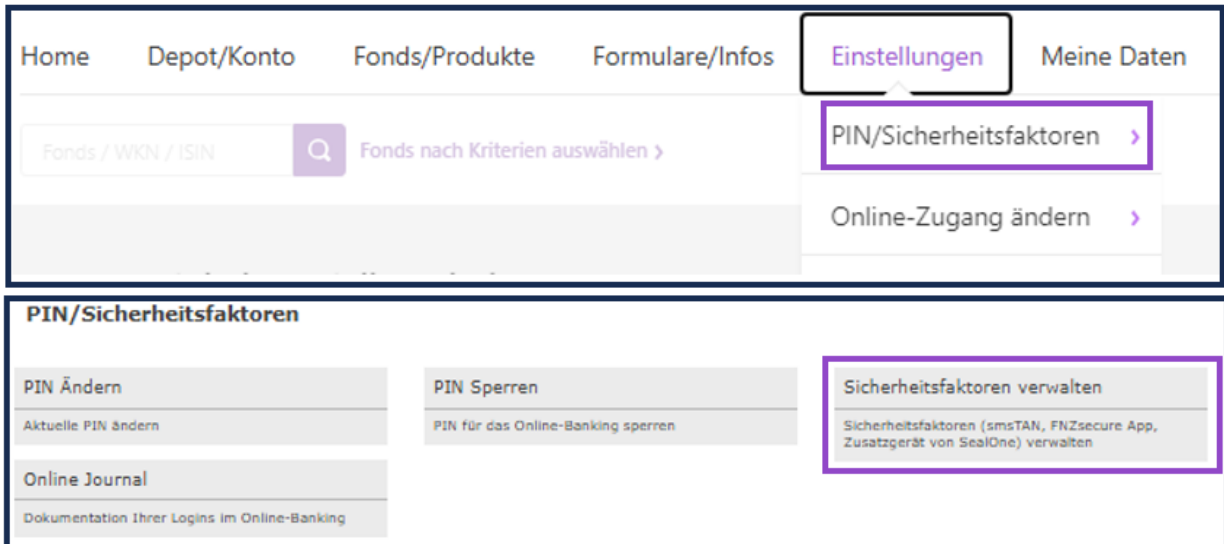 Home Depot/Konto Fonds/Produkte Formulare/Infos Einstellungen Meine Daten
Fonds / WKN / ISIN Fonds nach Kriterien auswählen >
PIN/Sicherheitsfaktoren >
Online-Zugang ändern >
PIN/Sicherheitsfaktoren
PIN Ändern
Aktuelle PIN ändern
PIN Sperren
PIN für das Online-Banking sperren
Sicherheitsfaktoren verwalten
Sicherheitsfaktoren (smsTAN, FNZsecure App,
Zusatzgerät von SealOne) verwalten
Online Journal
Dokumentation Ihrer Logins im Online-Banking